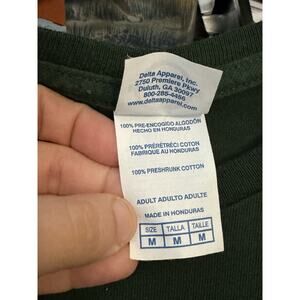 Delta Apparel, Inc.
2750 Premiere Pkwy
Duluth, GA 30097
800-285-4456
www.deltaapparel.com
100% PRE-ENCOGIDO ALGODÓN
HECHO EN HONDURAS
100% PRÉRÉTRÉCI COTON
FABRIQUE AU HONDURAS
100% PRESHRUNK COTTON
ADULT ADULTO ADULTE
MADE IN HONDURAS
SIZE TALLA TAILLE
M M M